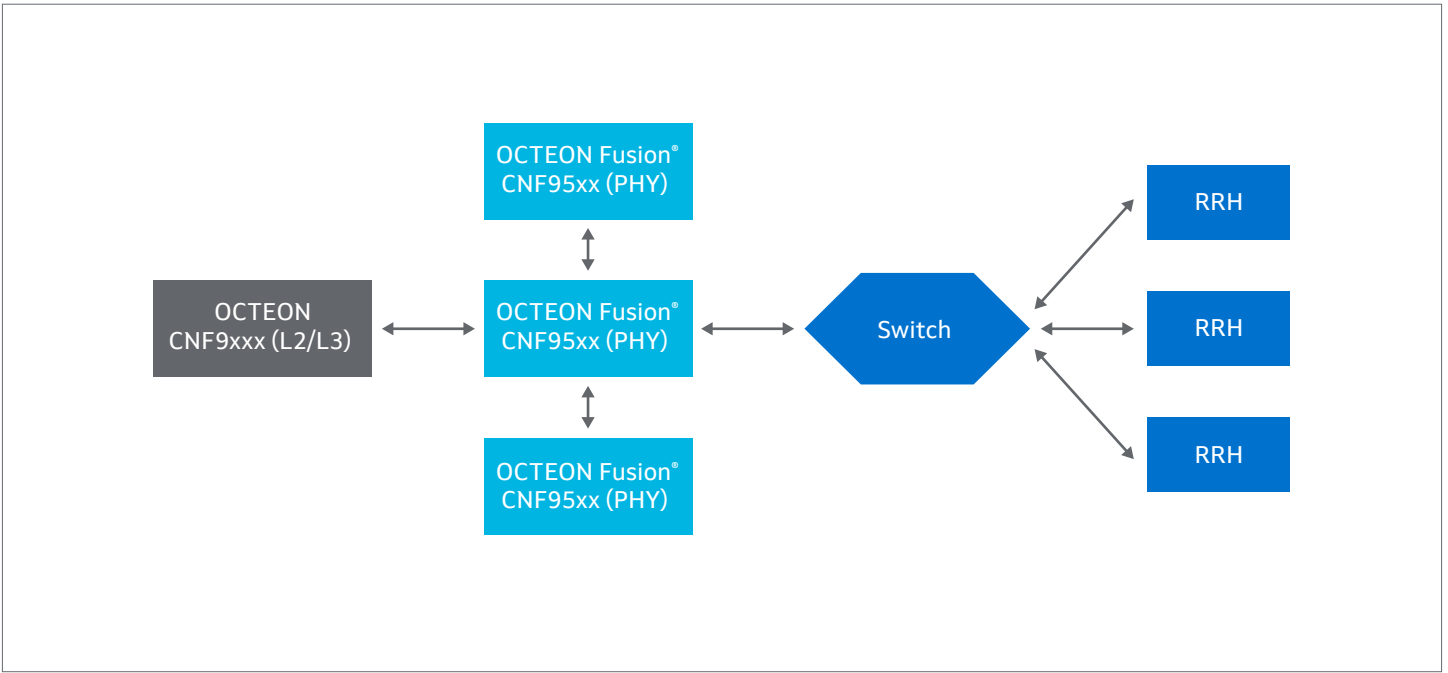 OCTEON
CNF9xxx (L2/L3)
OCTEON Fusion®
CNF95xx (PHY)
OCTEON Fusion®
CNF95xx (PHY)
OCTEON Fusion®
CNF95xx (PHY)
Switch
RRH
RRH
RRH